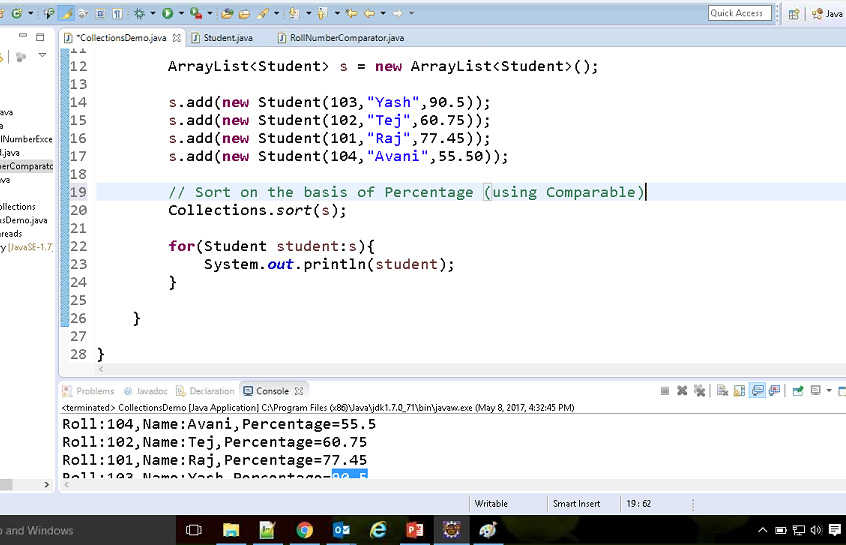 Quick Access
Java
*CollectionsDemo.java
Student.java
RollNumberComparator.java
11
12 ArrayList<Student> s = new ArrayList<Student>();
13
14 s.add(new Student(103,"Yash",90.5));
15 s.add(new Student(102,"Tej",60.75));
16 s.add(new Student(101,"Raj",77.45));
17 s.add(new Student(104,"Avani",55.50));
18
19 // Sort on the basis of Percentage (using Comparable)
20 Collections.sort(s);
21
22 for(Student student:s){
23 System.out.println(student);
24 }
25
26 }
27
28 }
ava
a
llNumberExce
d.java
erComparato
va
ollections
nsDemo.java
reads
ry [JavaSE-1.7]
Problems
Javadoc
Declaration
Console
<terminated> CollectionsDemo [Java Application] C:\Program Files (x86)\Java\jdk1.7.0_71\bin\javaw.exe (May 8, 2017, 4:32:45 PM)
Roll:104,Name:Avani,Percentage=55.5
Roll:102,Name:Tej,Percentage=60.75
Roll:101,Name:Raj,Percentage=77.45
Roll:103,Name:Yash,Percentage=90.5
Writable
Smart Insert
19 : 62
o and Windows